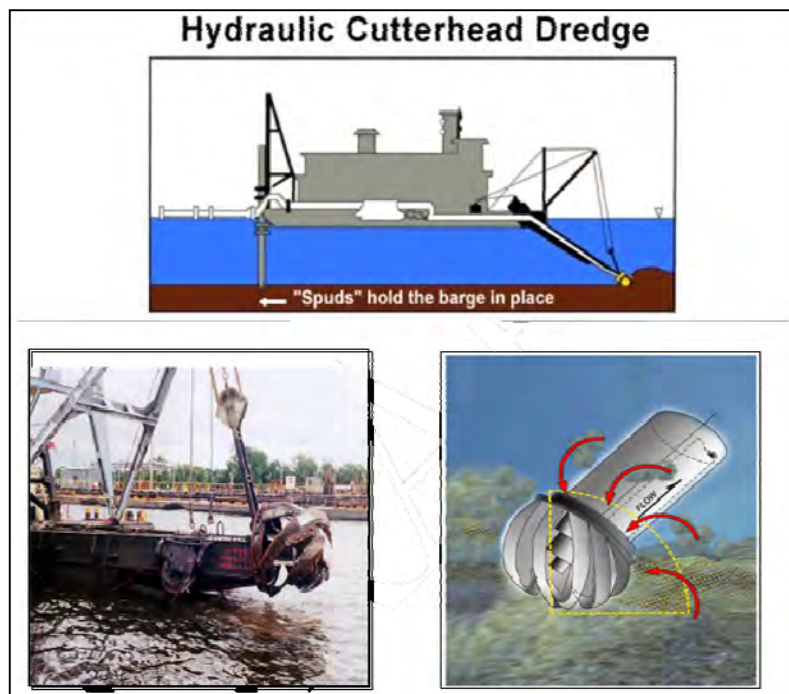 Hydraulic Cutterhead Dredge
"Spuds" hold the barge in place
FLOW